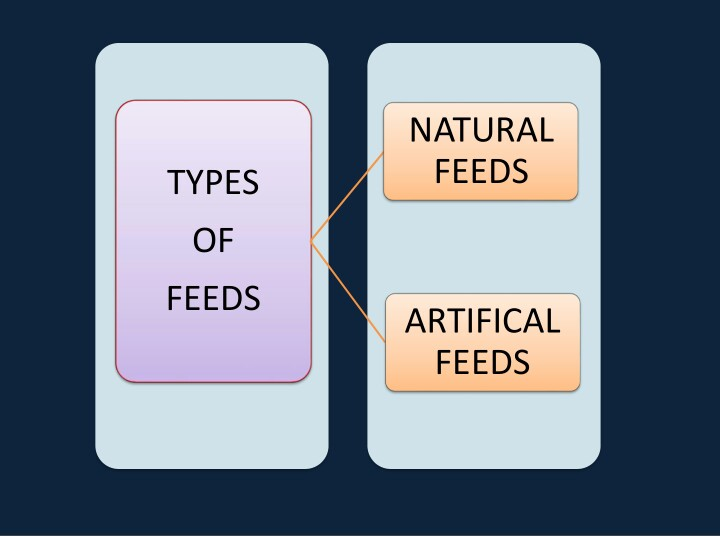 TYPES
OF
FEEDS
NATURAL
FEEDS
ARTIFICAL
FEEDS